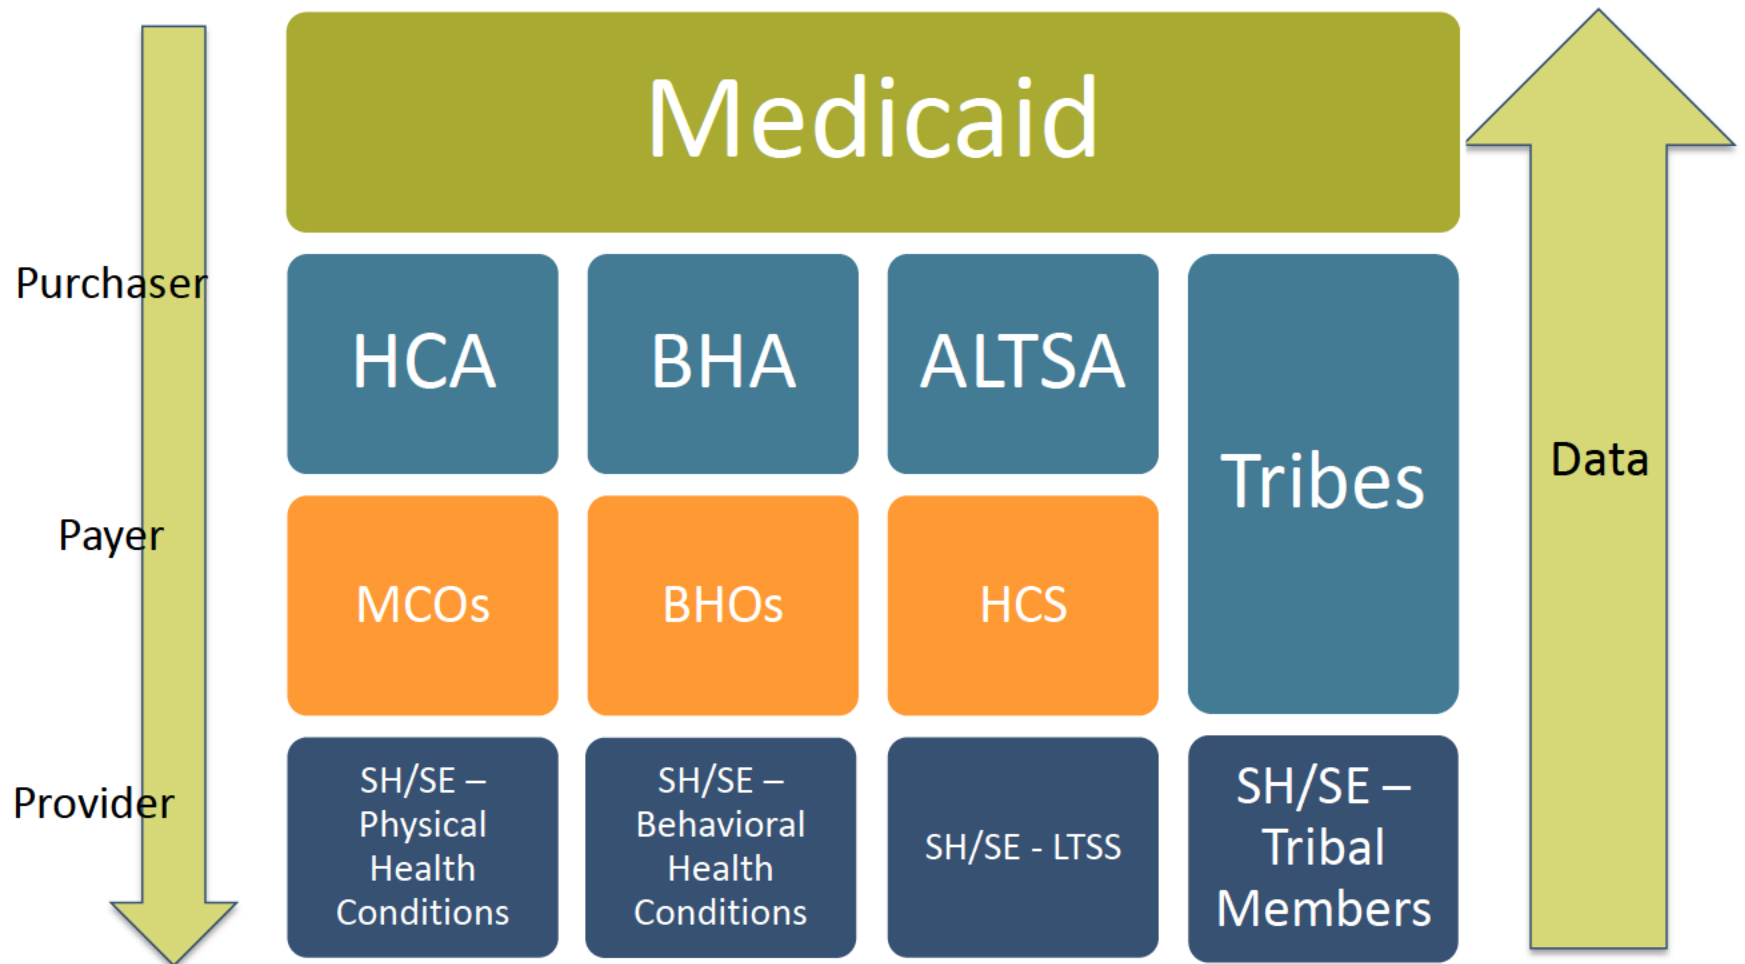 Medicaid
Purchaser
HCA
BHA
ALTSA
Tribes
Data
Payer
MCOs
BHOs
HCS
Provider
SH/SE –
Physical
Health
Conditions
SH/SE –
Behavioral
Health
Conditions
SH/SE - LTSS
SH/SE –
Tribal
Members